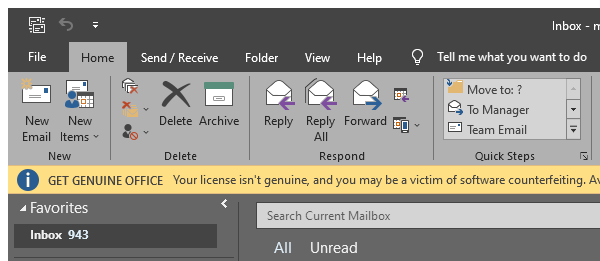 Inbox - m
File Home Send / Receive Folder View Help Tell me what you want to do
New Email
New Items
Delete
Archive
Reply
Reply All
Forward
Move to: ?
To Manager
Team Email
New Delete Respond Quick Steps
GET GENUINE OFFICE Your license isn't genuine, and you may be a victim of software counterfeiting. Av
Favorites
Search Current Mailbox
Inbox 943
All Unread